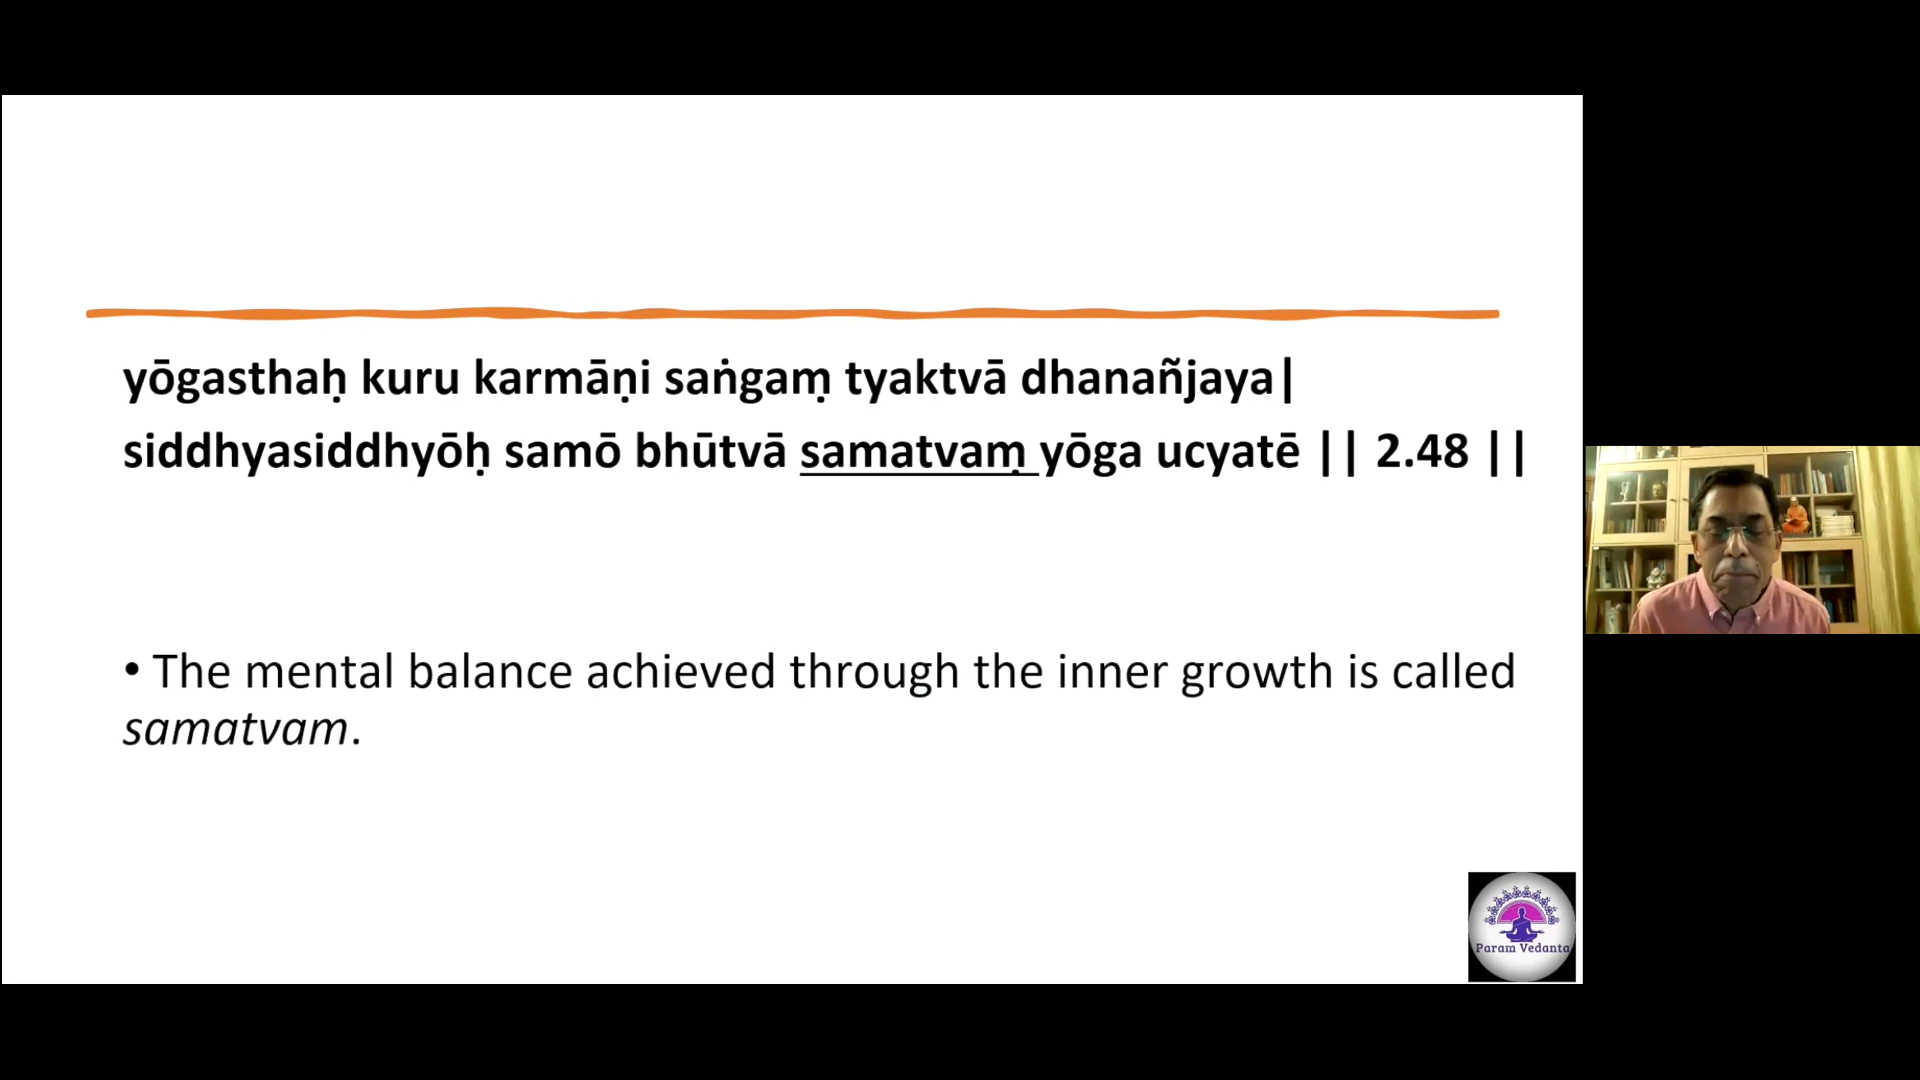 yōgasthaḥ kuru karmāṇi saṅgaṃ tyaktvā dhanañjaya|
siddhyasiddhyōḥ samō bhūtvā samatvaṃ yōga ucyatē || 2.48 ||
• The mental balance achieved through the inner growth is called
samatvam.
Param Vedanta